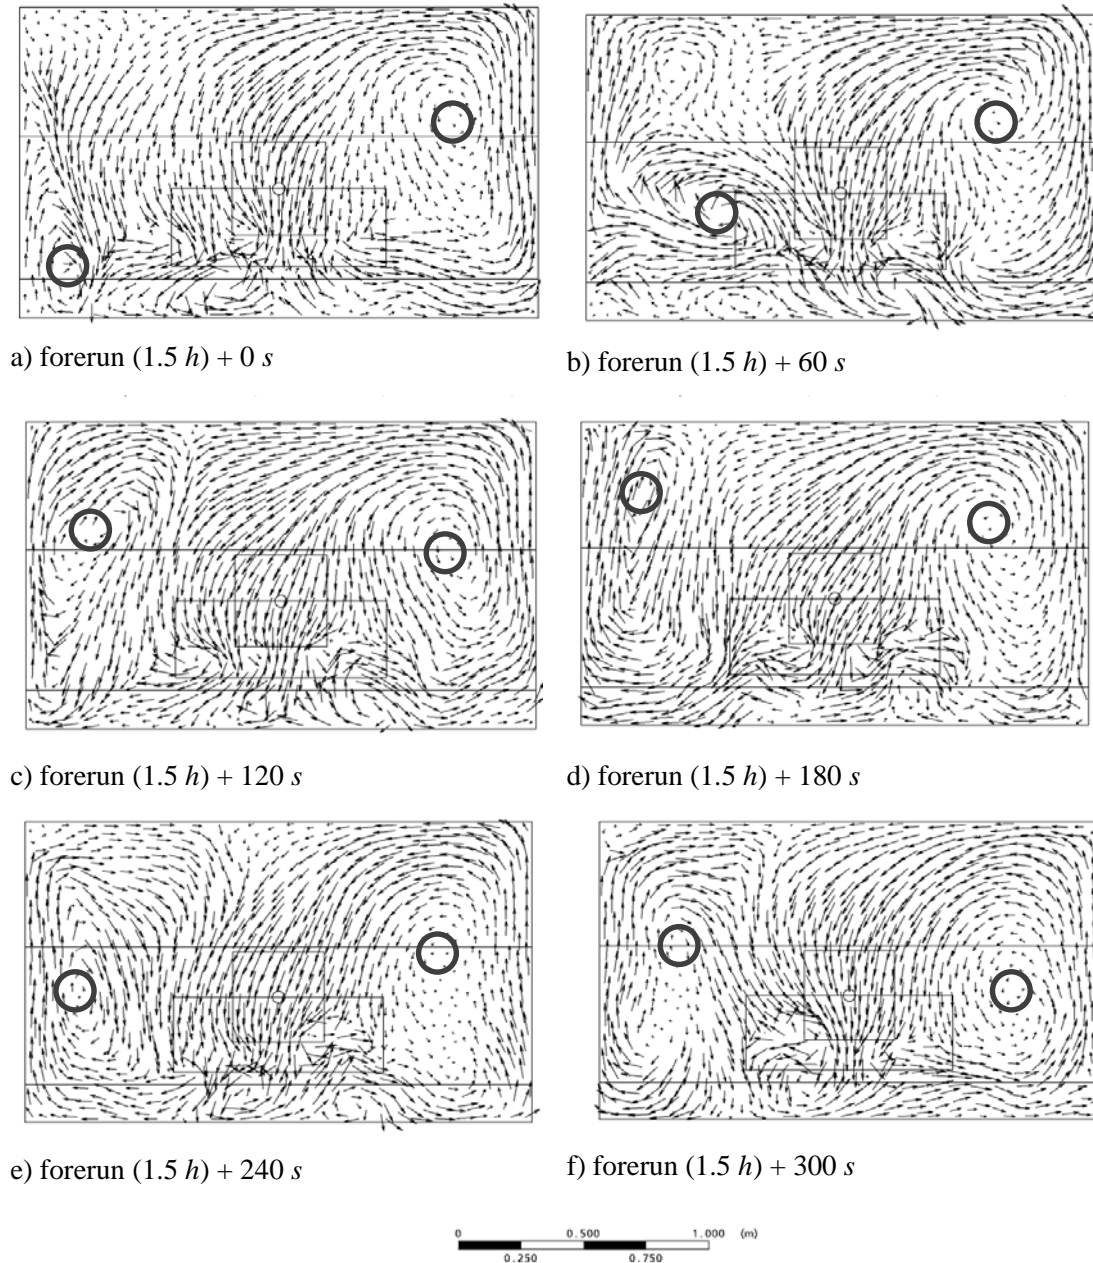 a) forerun (1.5 h) + 0 s
b) forerun (1.5 h) + 60 s
c) forerun (1.5 h) + 120 s
d) forerun (1.5 h) + 180 s
e) forerun (1.5 h) + 240 s
f) forerun (1.5 h) + 300 s
0 0.500 1.000 (m)
0.250 0.750